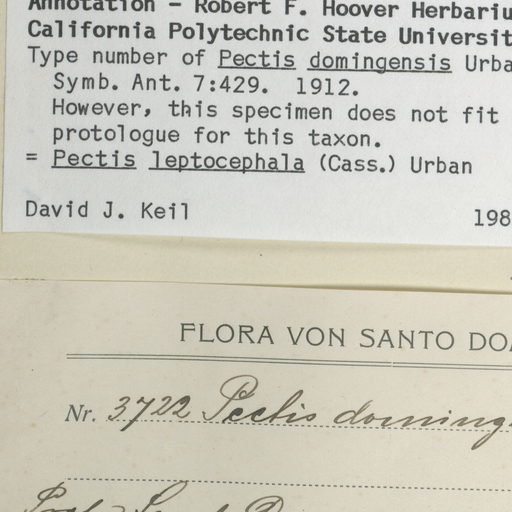 Annotation - Robert F. Hoover Herbariu
California Polytechnic State Universit
Type number of Pectis domingensis Urba
Symb. Ant. 7:429. 1912.
However, this specimen does not fit
protologue for this taxon.
= Pectis leptocephala (Cass.) Urban
David J. Keil 198
FLORA VON SANTO DO
Nr. 3722 Pectis doming